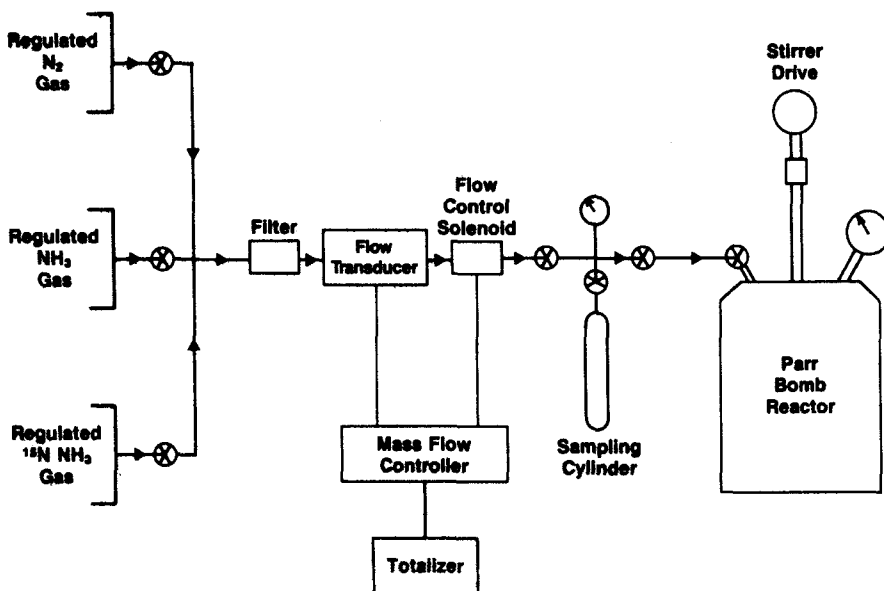 Regulated
N₂
Gas
Stirrer
Drive
Regulated
NH₃
Gas
Filter
Flow
Transducer
Flow
Control
Solenoid
Parr
Bomb
Reactor
Regulated
¹⁵N NH₃
Gas
Mass Flow
Controller
Sampling
Cylinder
Totalizer